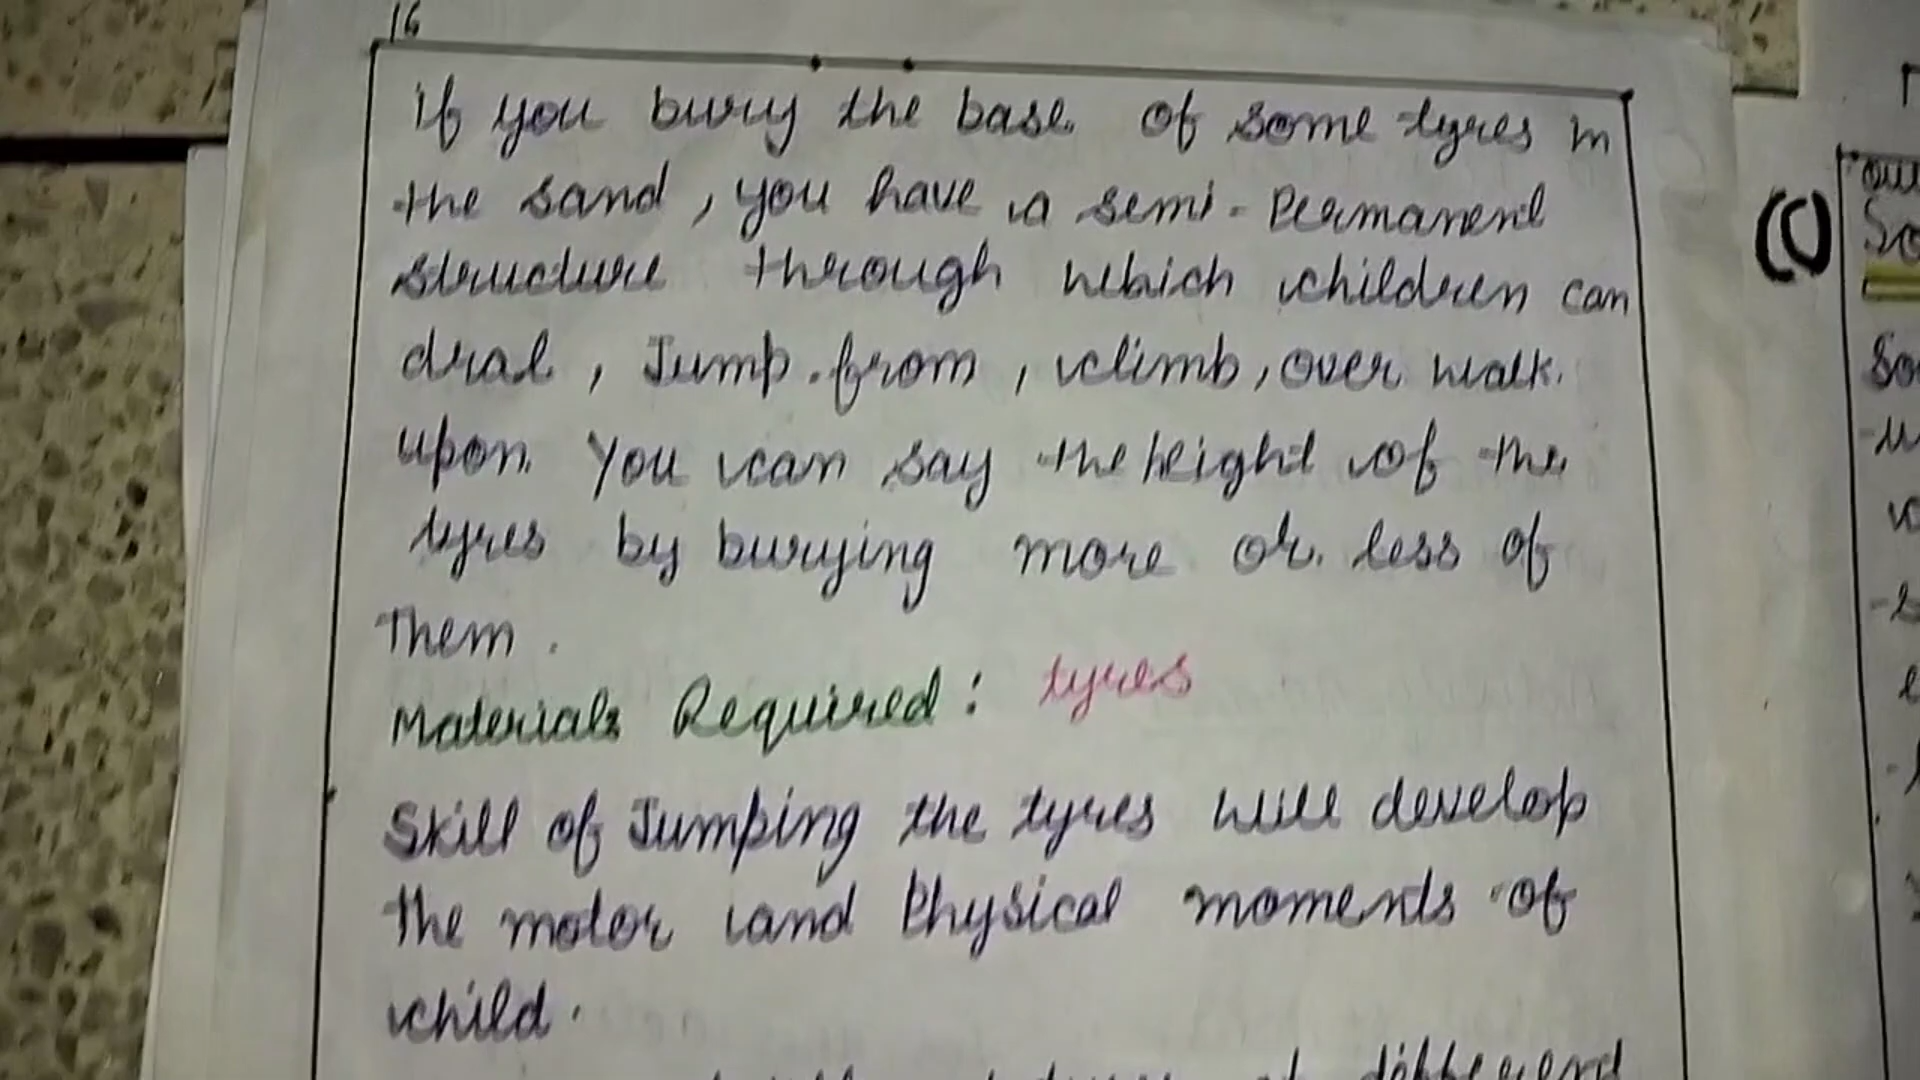 16
if you bury the base of some tyres in
the sand, you have a semi-Permanent
structure through which children can
dral, Jump from, climb, over walk
upon. You can say the height of the
tyres by burying more or less of
them.
Materials Required: tyres
Skill of Jumping the tyres will develop
the motor and Physical moments of
child.
different
(C)